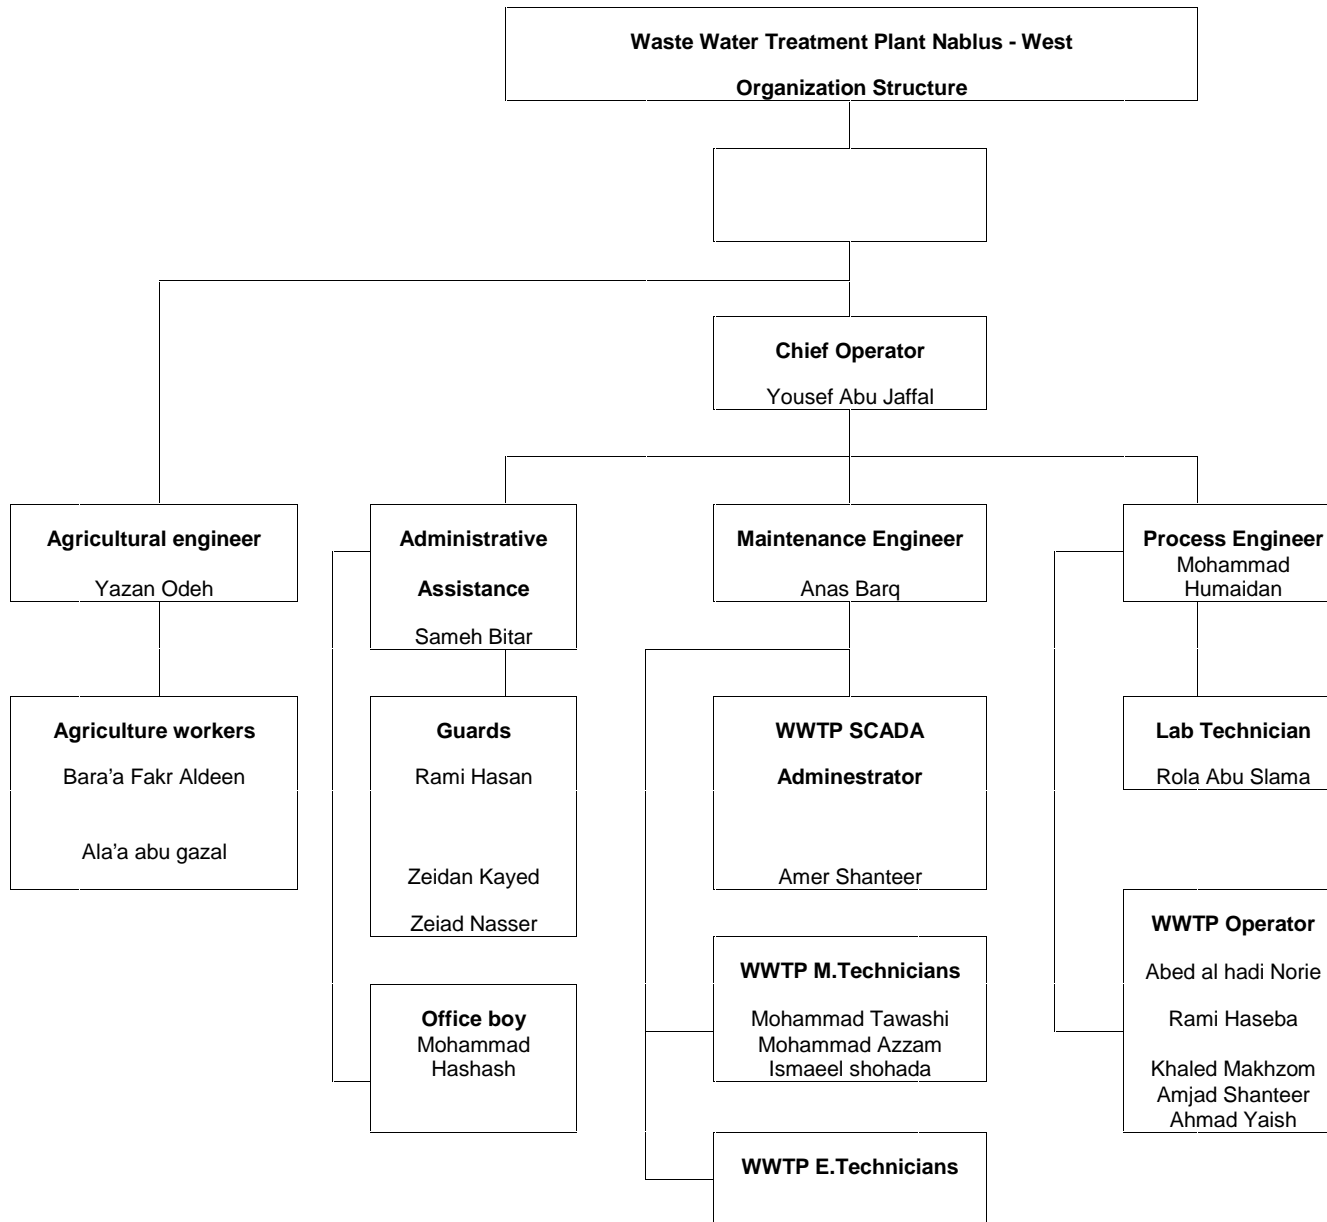 Waste Water Treatment Plant Nablus - West
Organization Structure
Chief Operator
Yousef Abu Jaffal
Agricultural engineer
Yazan Odeh
Administrative
Assistance
Sameh Bitar
Maintenance Engineer
Anas Barq
Process Engineer
Mohammad
Humaidan
Agriculture workers
Bara’a Fakr Aldeen
Ala’a abu gazal
Guards
Rami Hasan
Zeidan Kayed
Zeiad Nasser
WWTP SCADA
Adminestrator
Amer Shanteer
Lab Technician
Rola Abu Slama
Office boy
Mohammad
Hashash
WWTP M.Technicians
Mohammad Tawashi
Mohammad Azzam
Ismaeel shohada
WWTP Operator
Abed al hadi Norie
Rami Haseba
Khaled Makhzom
Amjad Shanteer
Ahmad Yaish
WWTP E.Technicians